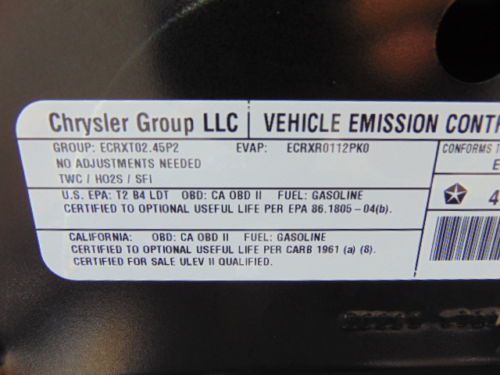 Chrysler Group LLC VEHICLE EMISSION CONT
GROUP: ECRXT02.45P2 EVAP: ECRXR0112PK0
NO ADJUSTMENTS NEEDED
TWC / HO2S / SFI
CONFORMS T
E
U.S. EPA: T2 B4 LDT OBD: CA OBD II FUEL: GASOLINE
CERTIFIED TO OPTIONAL USEFUL LIFE PER EPA 86.1805-04(b).
4
CALIFORNIA: OBD: CA OBD II FUEL: GASOLINE
CERTIFIED TO OPTIONAL USEFUL LIFE PER CARB 1961 (a) (8).
CERTIFIED FOR SALE ULEV II QUALIFIED.